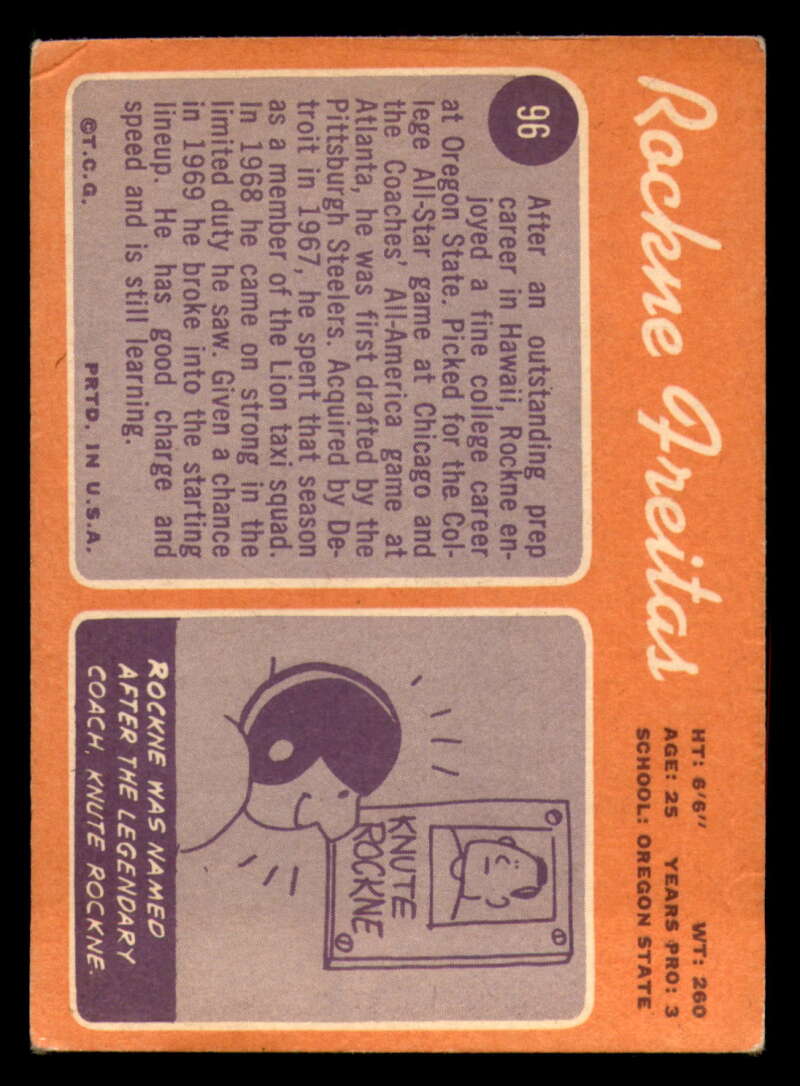 Rockne Freitas
HT: 6'6" WT: 260
AGE: 25 YEARS PRO: 3
SCHOOL: OREGON STATE
96
After an outstanding prep
career in Hawaii, Rockne en-
joyed a fine college career
at Oregon State. Picked for the Col-
lege All-Star game at Chicago and
the Coaches' All-America game at
Atlanta, he was first drafted by the
Pittsburgh Steelers. Acquired by De-
troit in 1967, he spent that season
as a member of the Lion taxi squad.
In 1968 he came on strong in the
limited duty he saw. Given a chance
in 1969 he broke into the starting
lineup. He has good charge and
speed and is still learning.
©T.C.G. PRTD. IN U.S.A.
KNUTE
ROCKNE
ROCKNE WAS NAMED
AFTER THE LEGENDARY
COACH, KNUTE ROCKNE.